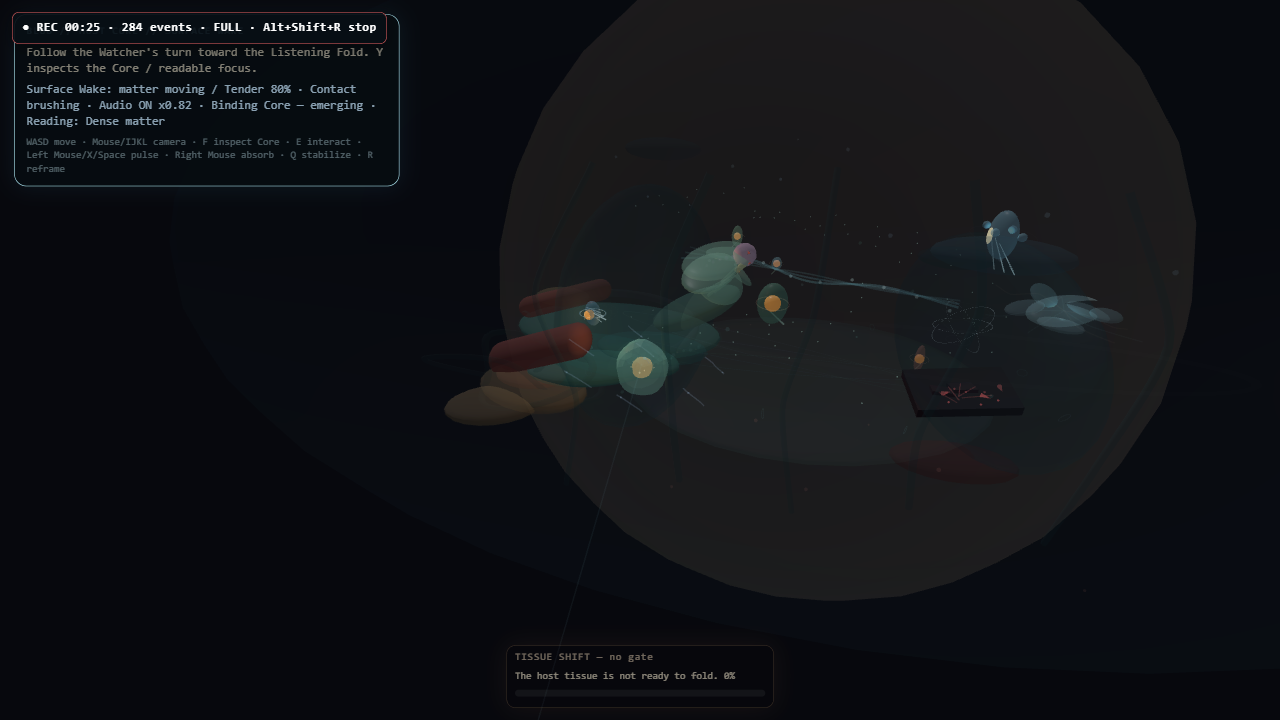 ● REC 00:25 · 284 events · FULL · Alt+Shift+R stop
Follow the Watcher's turn toward the Listening Fold. Y
inspects the Core / readable focus.
Surface Wake: matter moving / Tender 80% · Contact
brushing · Audio ON x0.82 · Binding Core — emerging ·
Reading: Dense matter
WASD move · Mouse/IJKL camera · F inspect Core · E interact ·
Left Mouse/X/Space pulse · Right Mouse absorb · Q stabilize · R
reframe
TISSUE SHIFT — no gate
The host tissue is not ready to fold. 0%